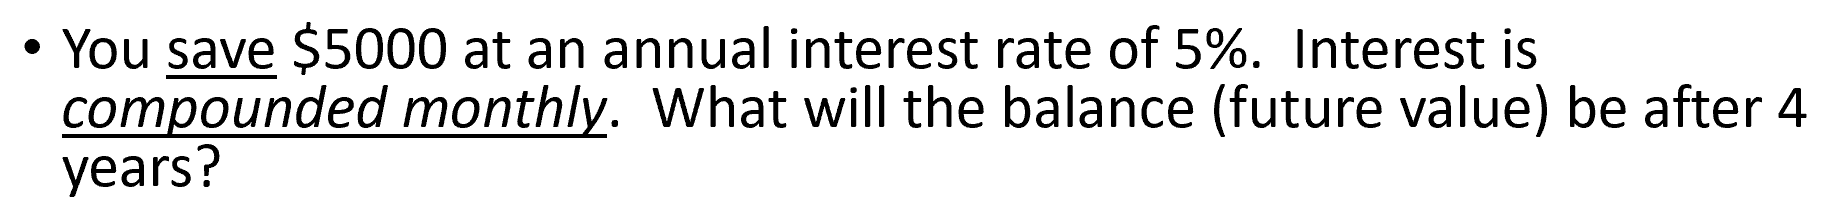 • You save $5000 at an annual interest rate of 5%.  Interest is
compounded monthly.  What will the balance (future value) be after 4
years?